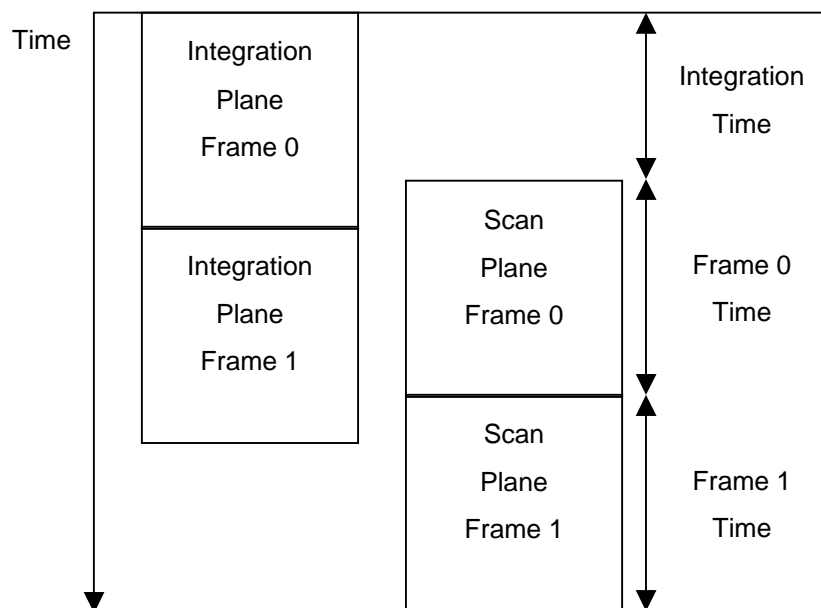 Time
Integration
Plane
Frame 0
Integration
Time
Scan
Plane
Frame 0
Frame 0
Time
Integration
Plane
Frame 1
Scan
Plane
Frame 1
Frame 1
Time